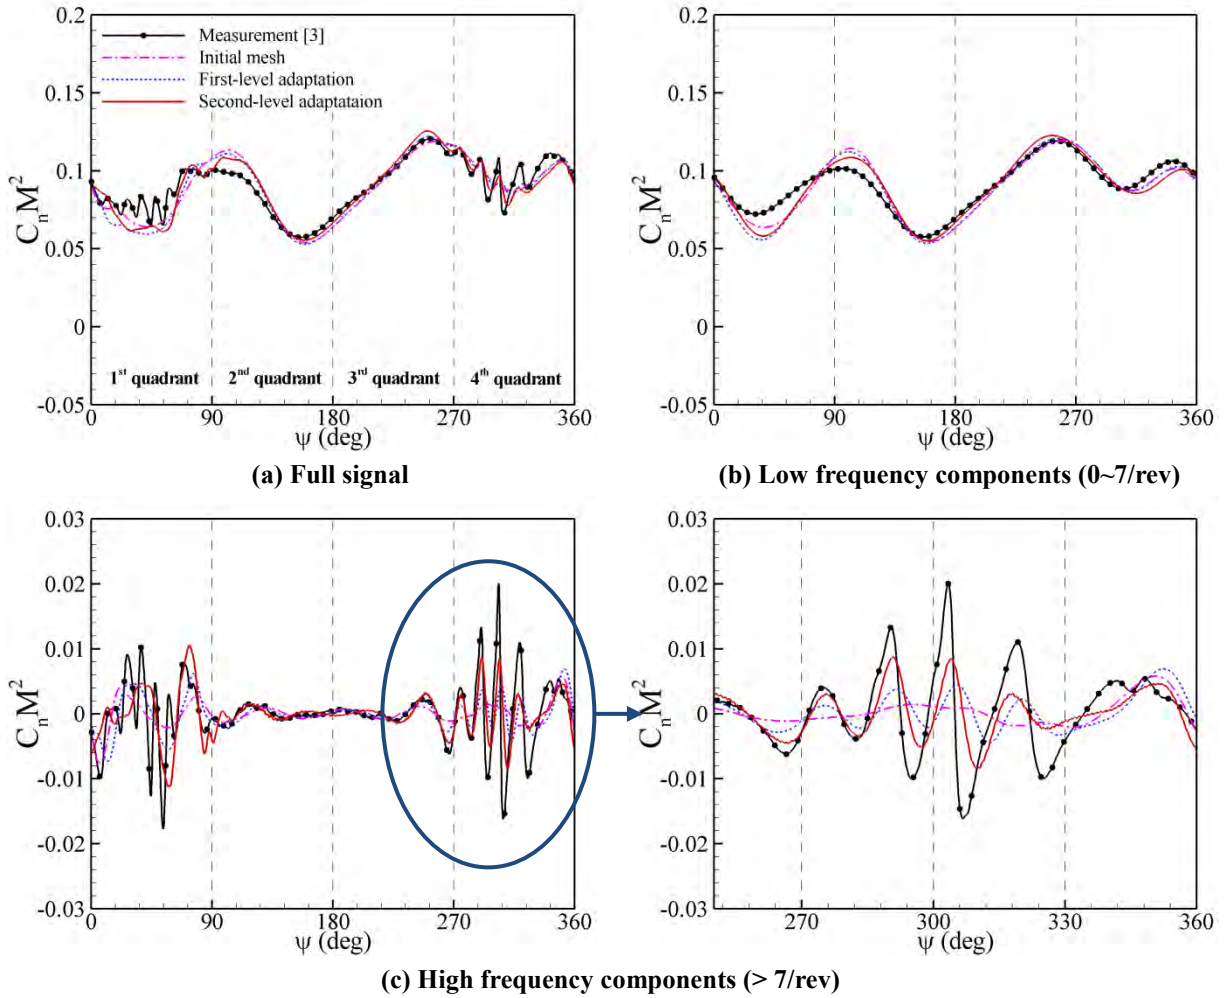 0.2
0.15
0.1
0.05
0
-0.05
CnM²
Measurement [3]
Initial mesh
First-level adaptation
Second-level adaptataion
1st quadrant
2nd quadrant
3rd quadrant
4th quadrant
0 90 180 270 360
ψ (deg)
(a) Full signal
0.2
0.15
0.1
0.05
0
-0.05
CnM²
0 90 180 270 360
ψ (deg)
(b) Low frequency components (0~7/rev)
0.03
0.02
0.01
0
-0.01
-0.02
-0.03
CnM²
0 90 180 270 360
ψ (deg)
0.03
0.02
0.01
0
-0.01
-0.02
-0.03
CnM²
270 300 330 360
ψ (deg)
(c) High frequency components (> 7/rev)